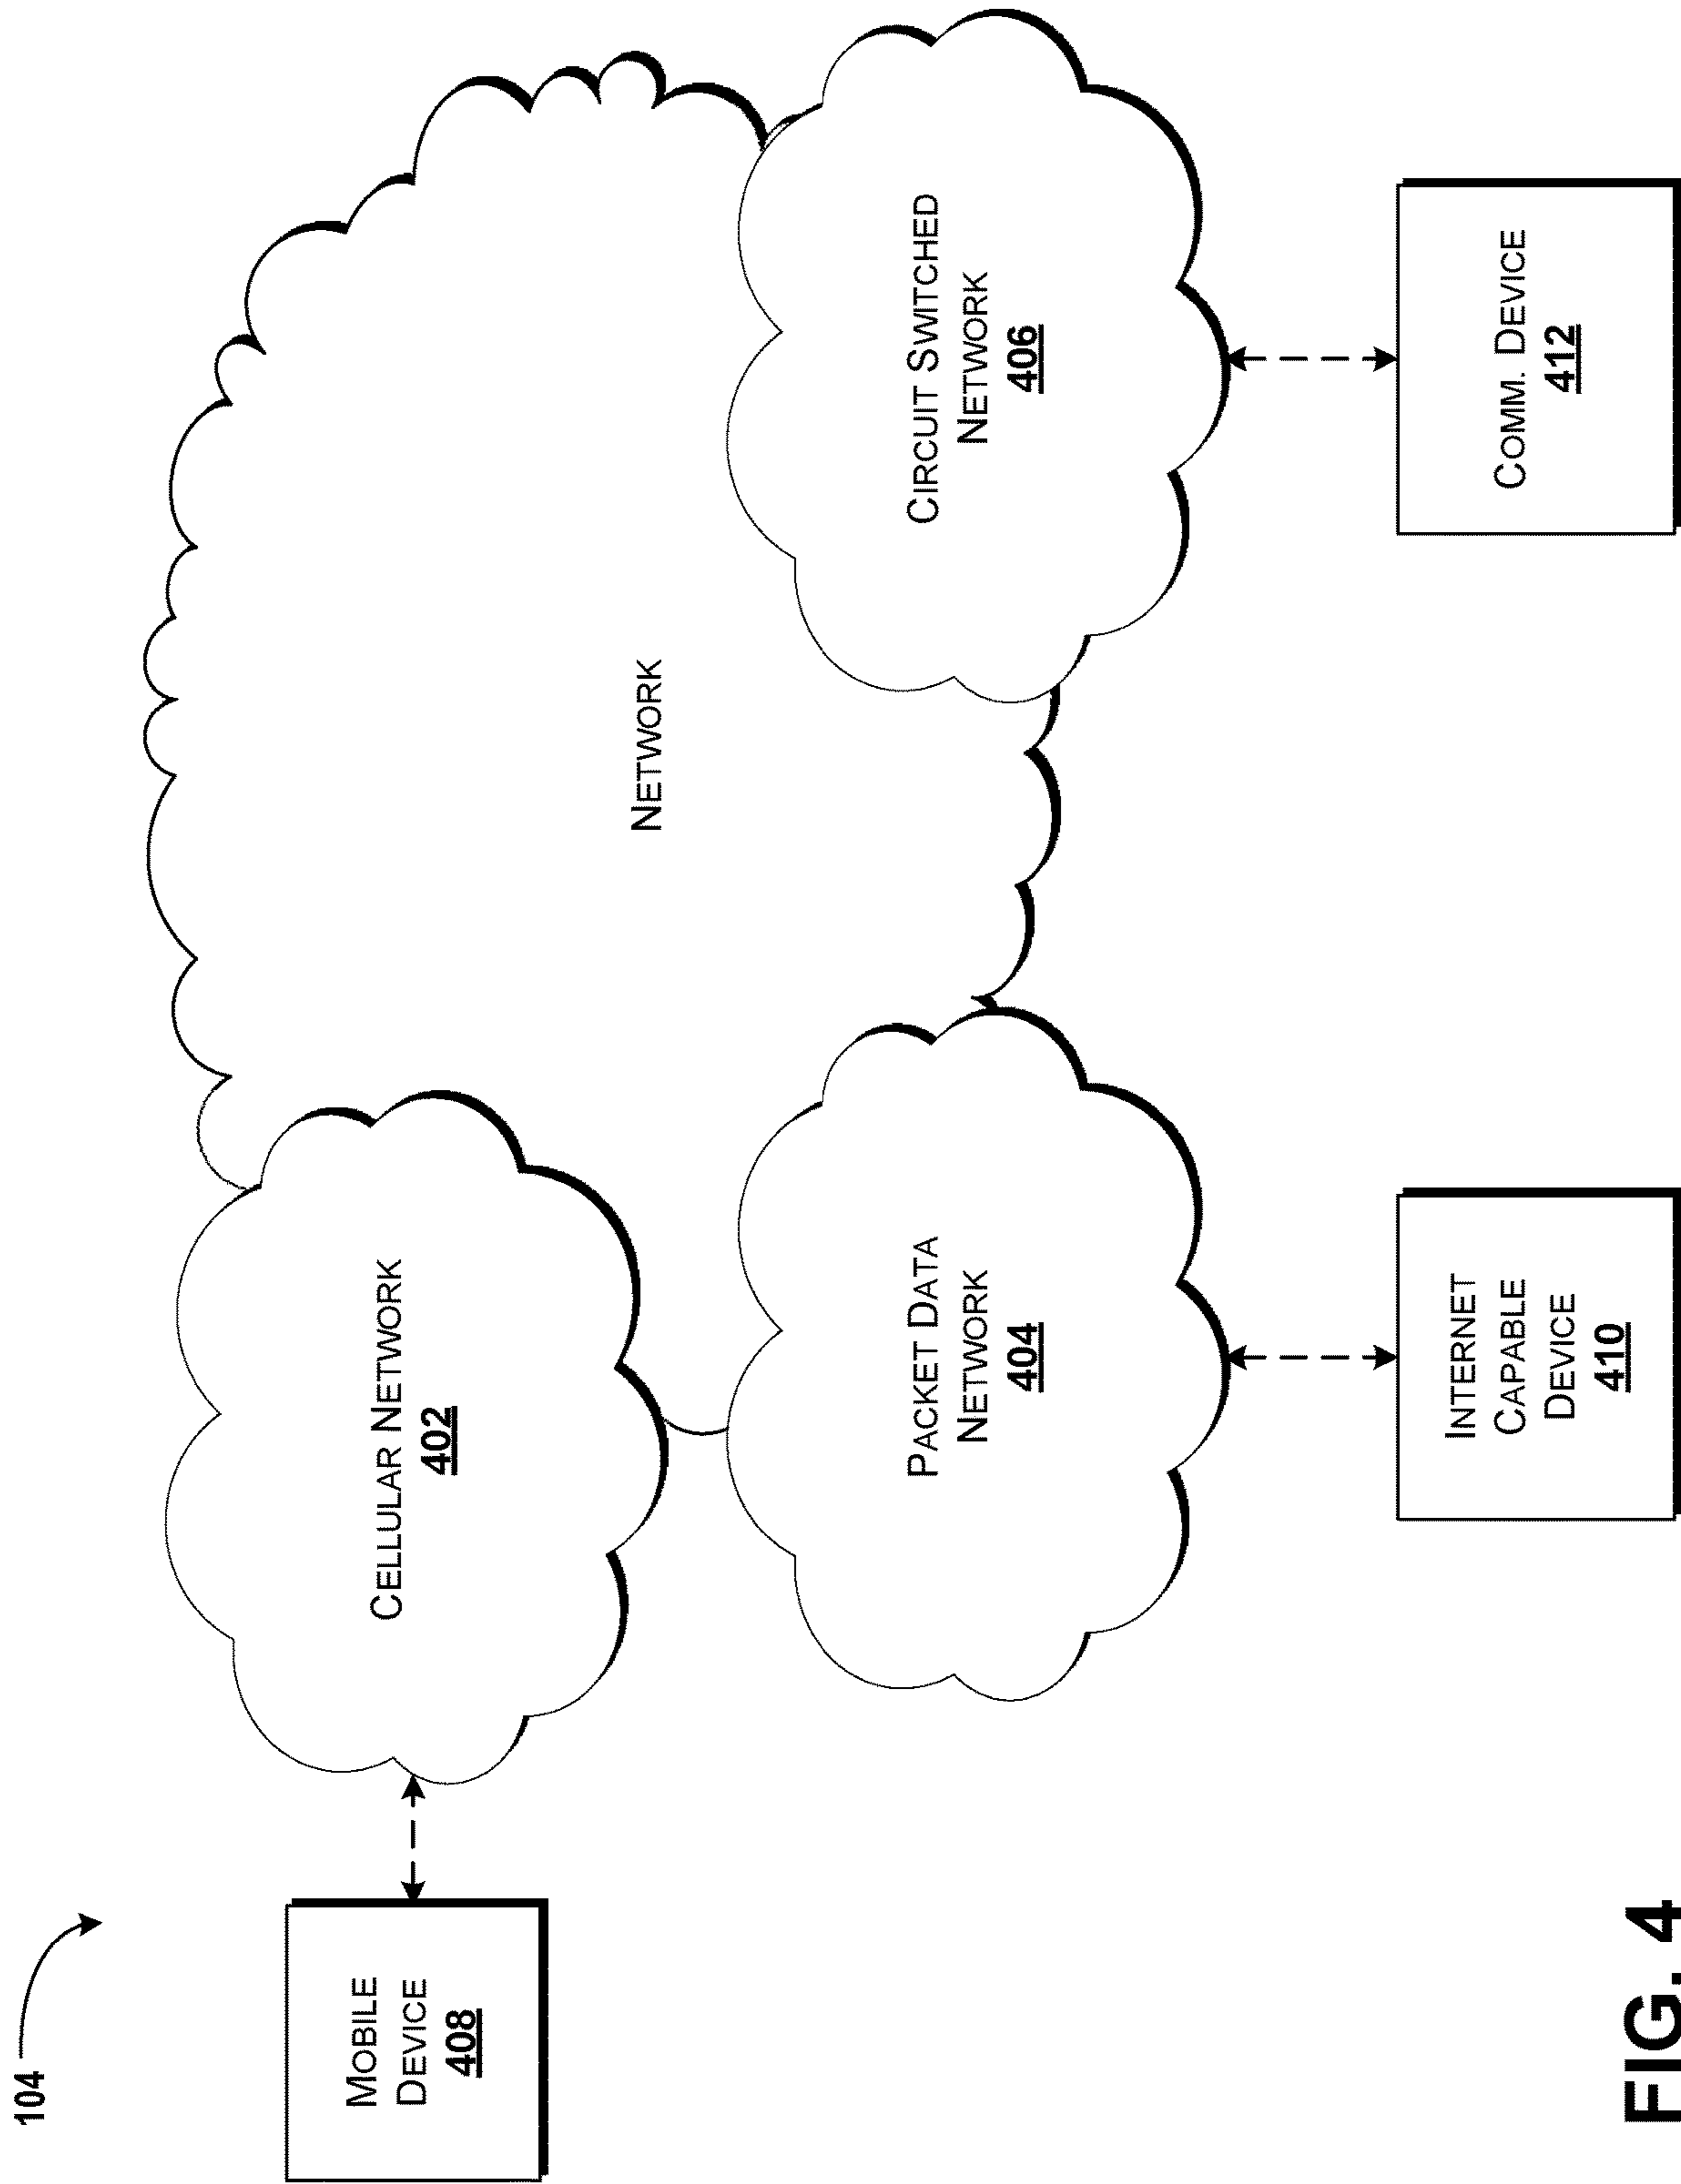 104
MOBILE
DEVICE
408
CELLULAR NETWORK
402
NETWORK
PACKET DATA
NETWORK
404
CIRCUIT SWITCHED
NETWORK
406
INTERNET
CAPABLE
DEVICE
410
COMM. DEVICE
412
FIG. 4